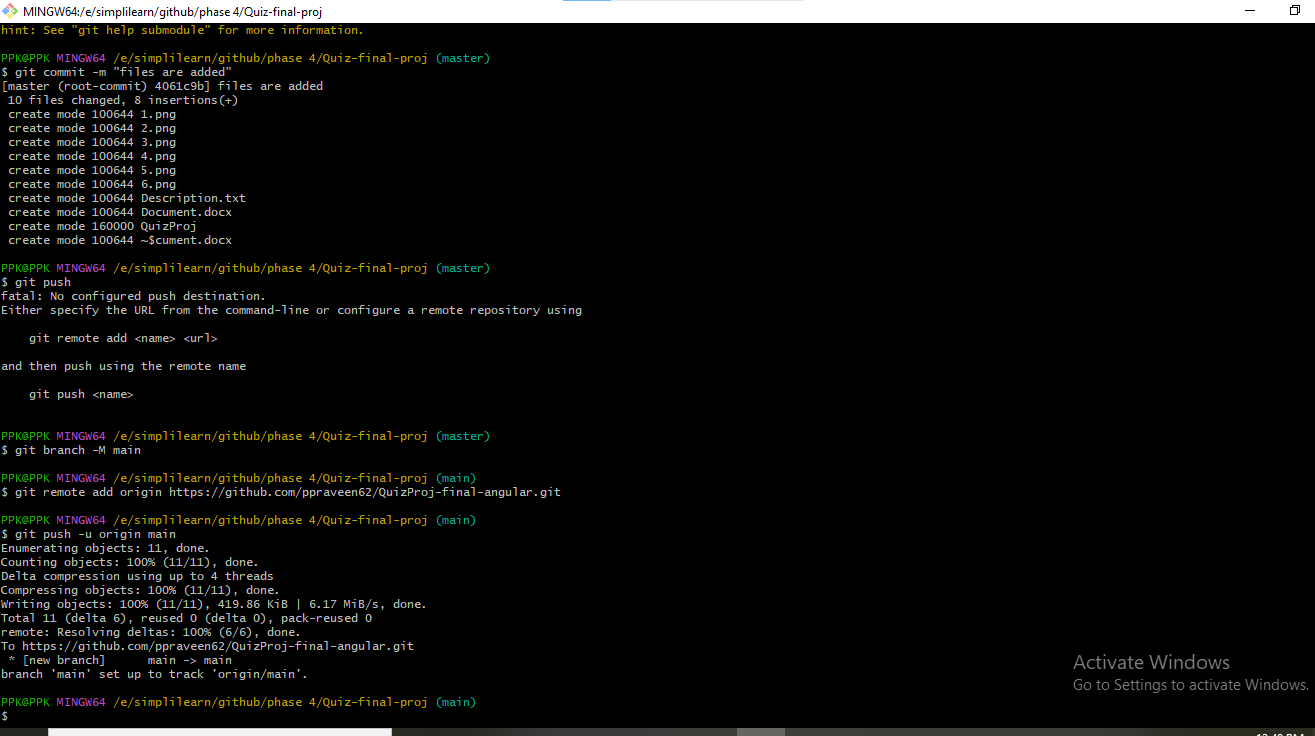 MINGW64:/e/simplilearn/github/phase 4/Quiz-final-proj
hint: See "git help submodule" for more information.
PPK@PPK MINGW64 /e/simplilearn/github/phase 4/Quiz-final-proj (master)
$ git commit -m "files are added"
[master (root-commit) 4061c9b] files are added
 10 files changed, 8 insertions(+)
 create mode 100644 1.png
 create mode 100644 2.png
 create mode 100644 3.png
 create mode 100644 4.png
 create mode 100644 5.png
 create mode 100644 6.png
 create mode 100644 Description.txt
 create mode 100644 Document.docx
 create mode 160000 QuizProj
 create mode 100644 ~$cument.docx
PPK@PPK MINGW64 /e/simplilearn/github/phase 4/Quiz-final-proj (master)
$ git push
fatal: No configured push destination.
Either specify the URL from the command-line or configure a remote repository using
    git remote add <name> <url>
and then push using the remote name
    git push <name>
PPK@PPK MINGW64 /e/simplilearn/github/phase 4/Quiz-final-proj (master)
$ git branch -M main
PPK@PPK MINGW64 /e/simplilearn/github/phase 4/Quiz-final-proj (main)
$ git remote add origin https://github.com/ppraveen62/QuizProj-final-angular.git
PPK@PPK MINGW64 /e/simplilearn/github/phase 4/Quiz-final-proj (main)
$ git push -u origin main
Enumerating objects: 11, done.
Counting objects: 100% (11/11), done.
Delta compression using up to 4 threads
Compressing objects: 100% (11/11), done.
Writing objects: 100% (11/11), 419.86 KiB | 6.17 MiB/s, done.
Total 11 (delta 6), reused 0 (delta 0), pack-reused 0
remote: Resolving deltas: 100% (6/6), done.
To https://github.com/ppraveen62/QuizProj-final-angular.git
 * [new branch]      main -> main
branch 'main' set up to track 'origin/main'.
PPK@PPK MINGW64 /e/simplilearn/github/phase 4/Quiz-final-proj (main)
$
Activate Windows
Go to Settings to activate Windows.